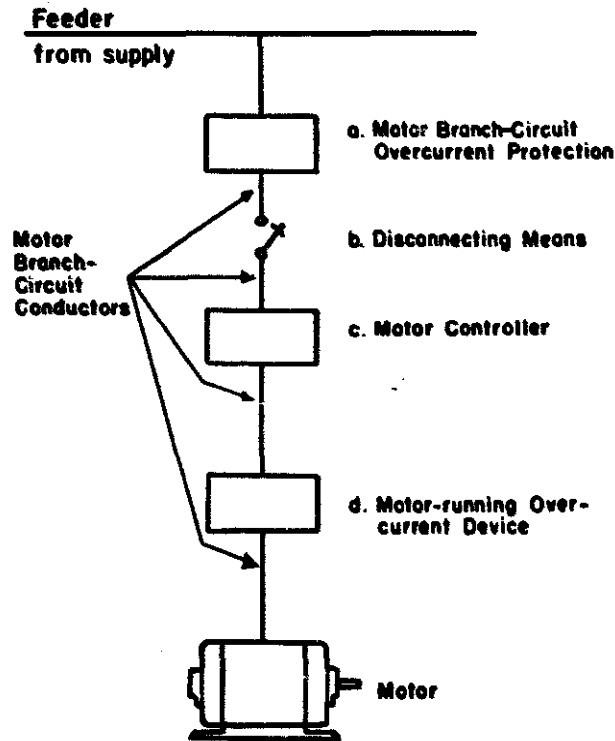 Feeder
from supply
a. Motor Branch-Circuit
Overcurrent Protection
b. Disconnecting Means
Motor
Branch-
Circuit
Conductors
c. Motor Controller
d. Motor-running Over-
current Device
Motor